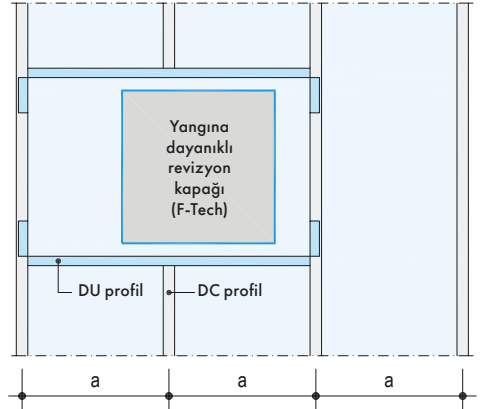 Yangına
dayanıklı
revizyon
kapağı
(F-Tech)
DU profil
DC profil
a
a
a